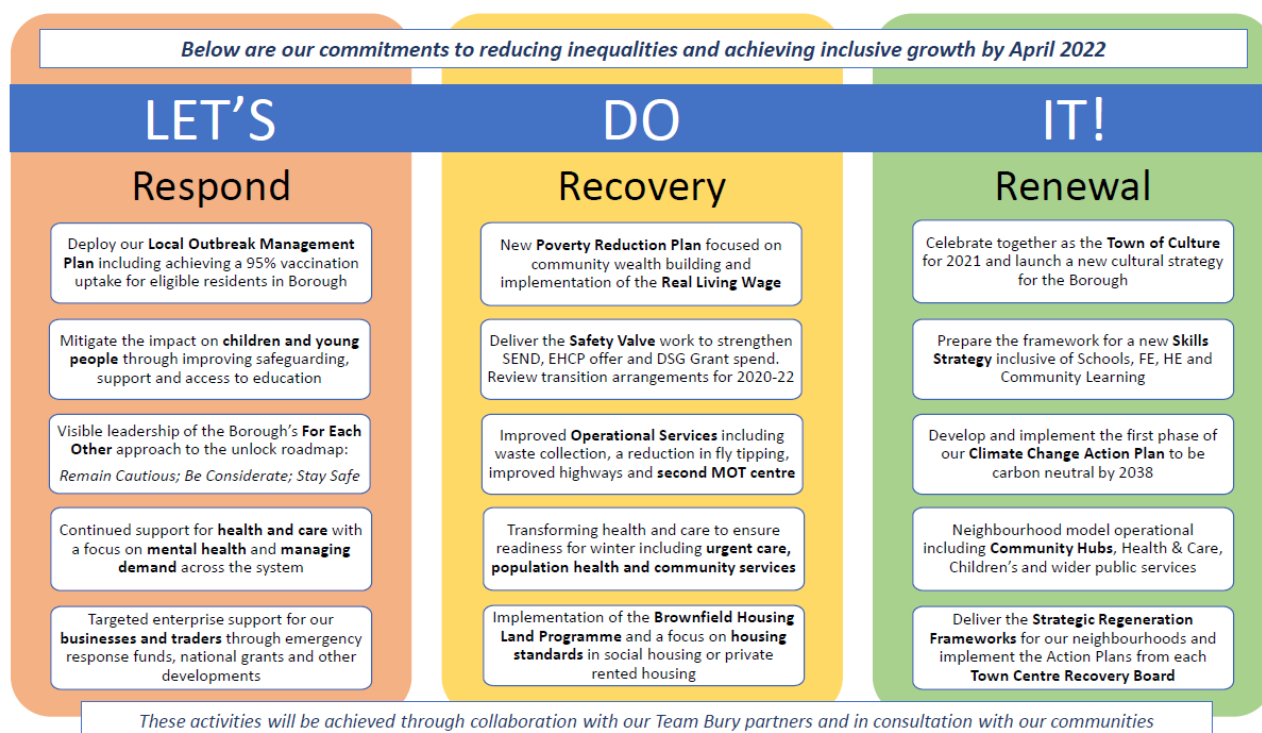 Below are our commitments to reducing inequalities and achieving inclusive growth by April 2022
LET'S
DO
IT!
Respond
Deploy our Local Outbreak Management
Plan including achieving a 95% vaccination
uptake for eligible residents in Borough
Mitigate the impact on children and young
people through improving safeguarding,
support and access to education
Visible leadership of the Borough's For Each
Other approach to the unlock roadmap:
Remain Cautious; Be Considerate; Stay Safe
Continued support for health and care with
a focus on mental health and managing
demand across the system
Targeted enterprise support for our
businesses and traders through emergency
response funds, national grants and other
developments
Recovery
New Poverty Reduction Plan focused on
community wealth building and
implementation of the Real Living Wage
Deliver the Safety Valve work to strengthen
SEND, EHCP offer and DSG Grant spend.
Review transition arrangements for 2020-22
Improved Operational Services including
waste collection, a reduction in fly tipping,
improved highways and second MOT centre
Transforming health and care to ensure
readiness for winter including urgent care,
population health and community services
Implementation of the Brownfield Housing
Land Programme and a focus on housing
standards in social housing or private
rented housing
Renewal
Celebrate together as the Town of Culture
for 2021 and launch a new cultural strategy
for the Borough
Prepare the framework for a new Skills
Strategy inclusive of Schools, FE, HE and
Community Learning
Develop and implement the first phase of
our Climate Change Action Plan to be
carbon neutral by 2038
Neighbourhood model operational
including Community Hubs, Health & Care,
Children's and wider public services
Deliver the Strategic Regeneration
Frameworks for our neighbourhoods and
implement the Action Plans from each
Town Centre Recovery Board
These activities will be achieved through collaboration with our Team Bury partners and in consultation with our communities